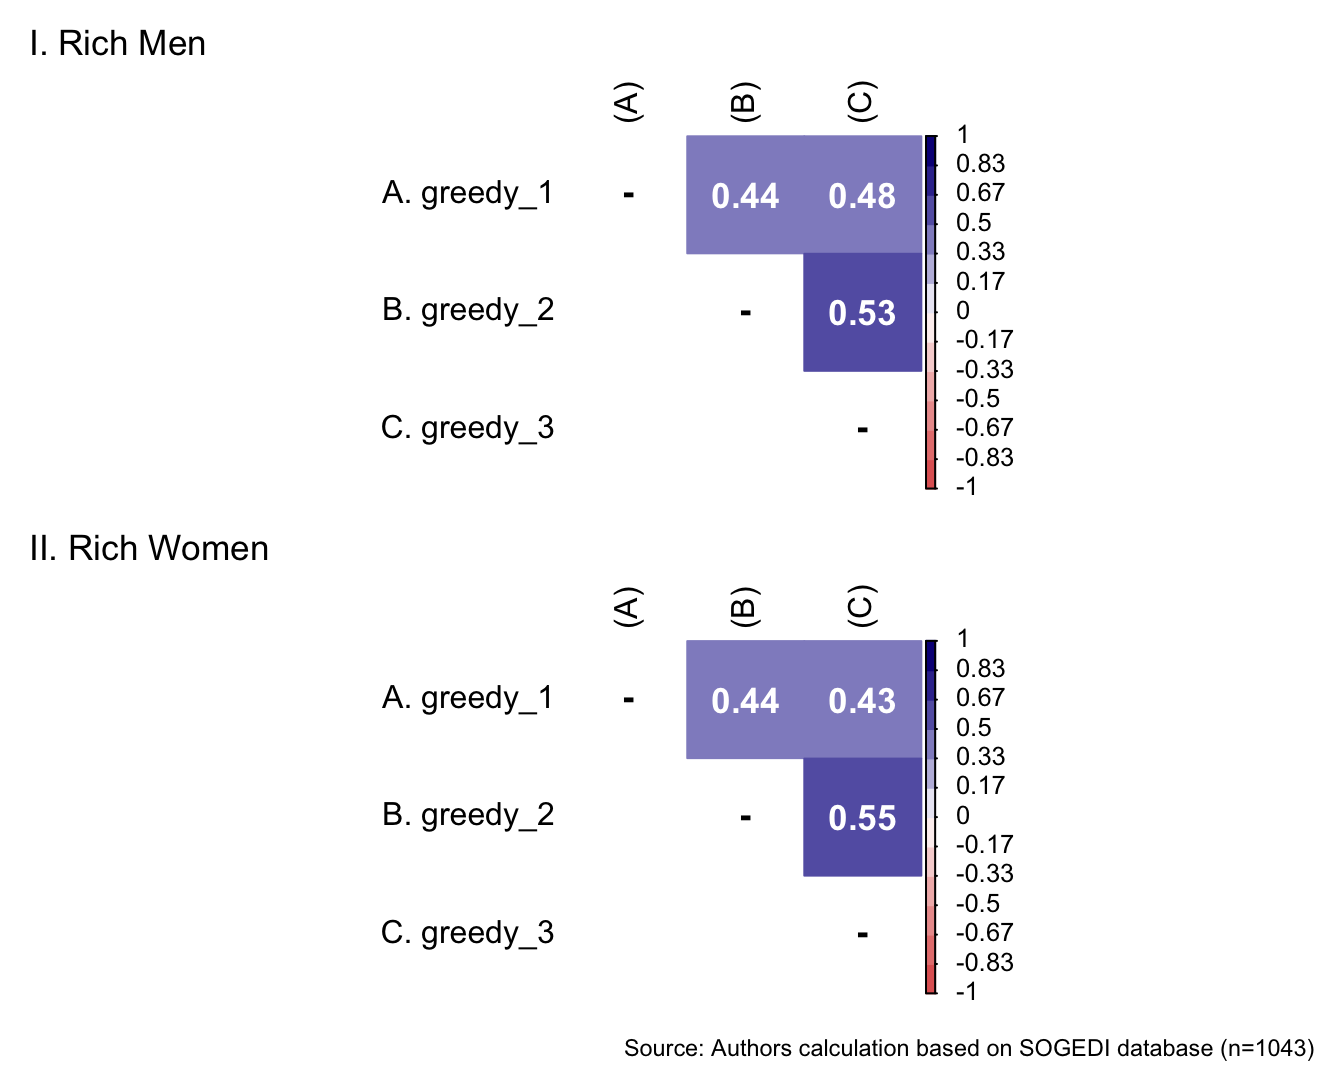 I. Rich Men
(A) (B) (C)
A. greedy_1 - 0.44 0.48
B. greedy_2 - 0.53
C. greedy_3 -
1
0.83
0.67
0.5
0.33
0.17
0
-0.17
-0.33
-0.5
-0.67
-0.83
-1
II. Rich Women
(A) (B) (C)
A. greedy_1 - 0.44 0.43
B. greedy_2 - 0.55
C. greedy_3 -
1
0.83
0.67
0.5
0.33
0.17
0
-0.17
-0.33
-0.5
-0.67
-0.83
-1
Source: Authors calculation based on SOGEDI database (n=1043)